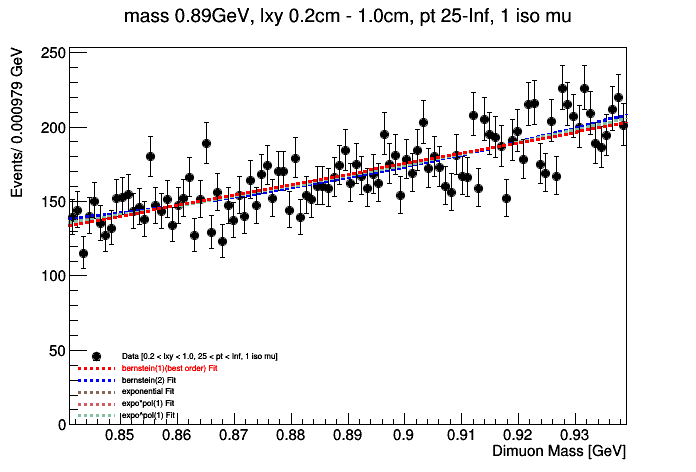 mass 0.89GeV, lxy 0.2cm - 1.0cm, pt 25-Inf, 1 iso mu
Events/ 0.000979 GeV
250
200
150
100
50
0
Data [0.2 < lxy < 1.0, 25 < pt < Inf, 1 iso mu]
bernstein(1)(best order) Fit
bernstein(2) Fit
exponential Fit
expo*pol(1) Fit
expo^pol(1) Fit
0.85 0.86 0.87 0.88 0.89 0.9 0.91 0.92 0.93
Dimuon Mass [GeV]